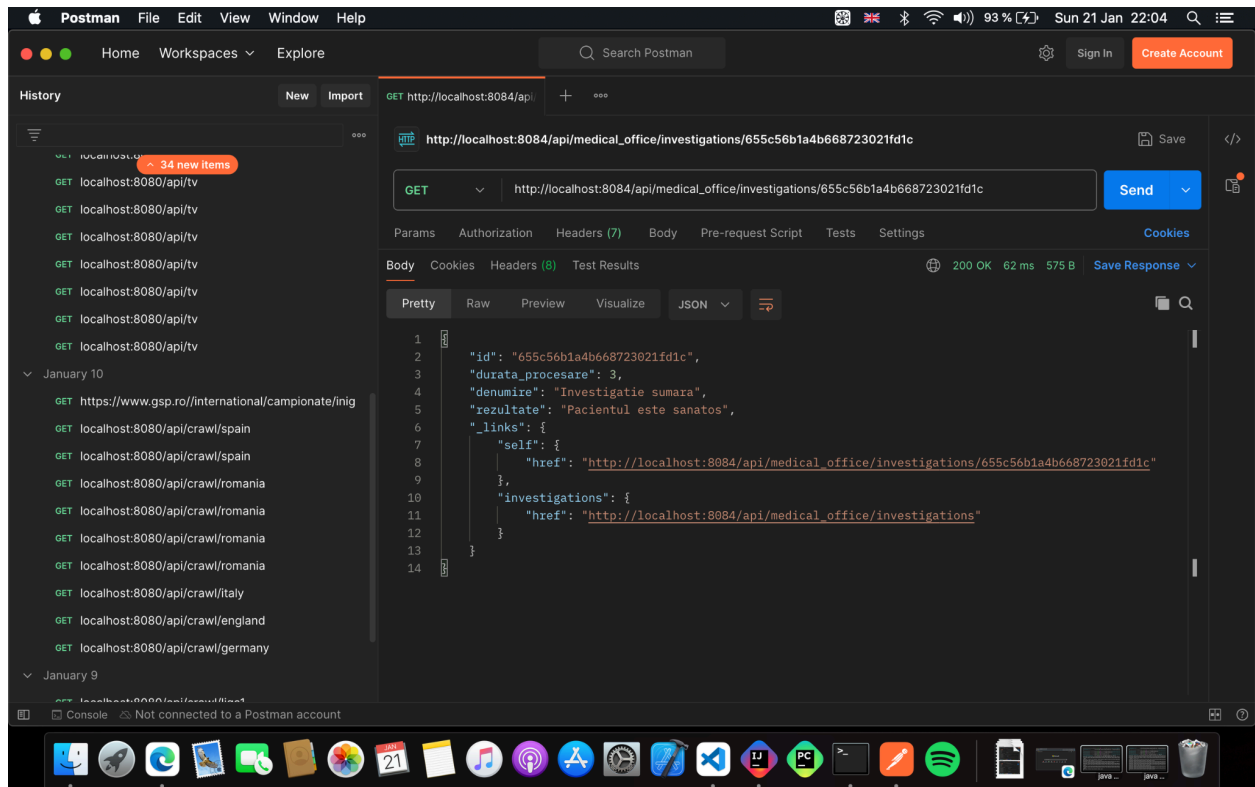 Postman File Edit View Window Help 93 % Sun 21 Jan 22:04
Home Workspaces Explore Search Postman Sign In Create Account
History New Import GET http://localhost:8084/api/
http://localhost:8084/api/medical_office/investigations/655c56b1a4b668723021fd1c Save
34 new items
GET localhost:8080/api/tv
GET localhost:8080/api/tv
GET localhost:8080/api/tv
GET localhost:8080/api/tv
GET localhost:8080/api/tv
GET localhost:8080/api/tv
GET localhost:8080/api/tv
January 10
GET https://www.gsp.ro//international/campionate/inig
GET localhost:8080/api/crawl/spain
GET localhost:8080/api/crawl/spain
GET localhost:8080/api/crawl/romania
GET localhost:8080/api/crawl/romania
GET localhost:8080/api/crawl/romania
GET localhost:8080/api/crawl/romania
GET localhost:8080/api/crawl/italy
GET localhost:8080/api/crawl/england
GET localhost:8080/api/crawl/germany
January 9
GET http://localhost:8084/api/medical_office/investigations/655c56b1a4b668723021fd1c Send
Params Authorization Headers (7) Body Pre-request Script Tests Settings Cookies
Body Cookies Headers (8) Test Results 200 OK 62 ms 575 B Save Response
Pretty Raw Preview Visualize JSON
1 {
2 "id": "655c56b1a4b668723021fd1c",
3 "durata_procesare": 3,
4 "denumire": "Investigatie sumara",
5 "rezultate": "Pacientul este sanatos",
6 "_links": {
7 "self": {
8 "href": "http://localhost:8084/api/medical_office/investigations/655c56b1a4b668723021fd1c"
9 },
10 "investigations": {
11 "href": "http://localhost:8084/api/medical_office/investigations"
12 }
13 }
14 }
Console Not connected to a Postman account
JAN
21
IJ
PC
java ...
java ...